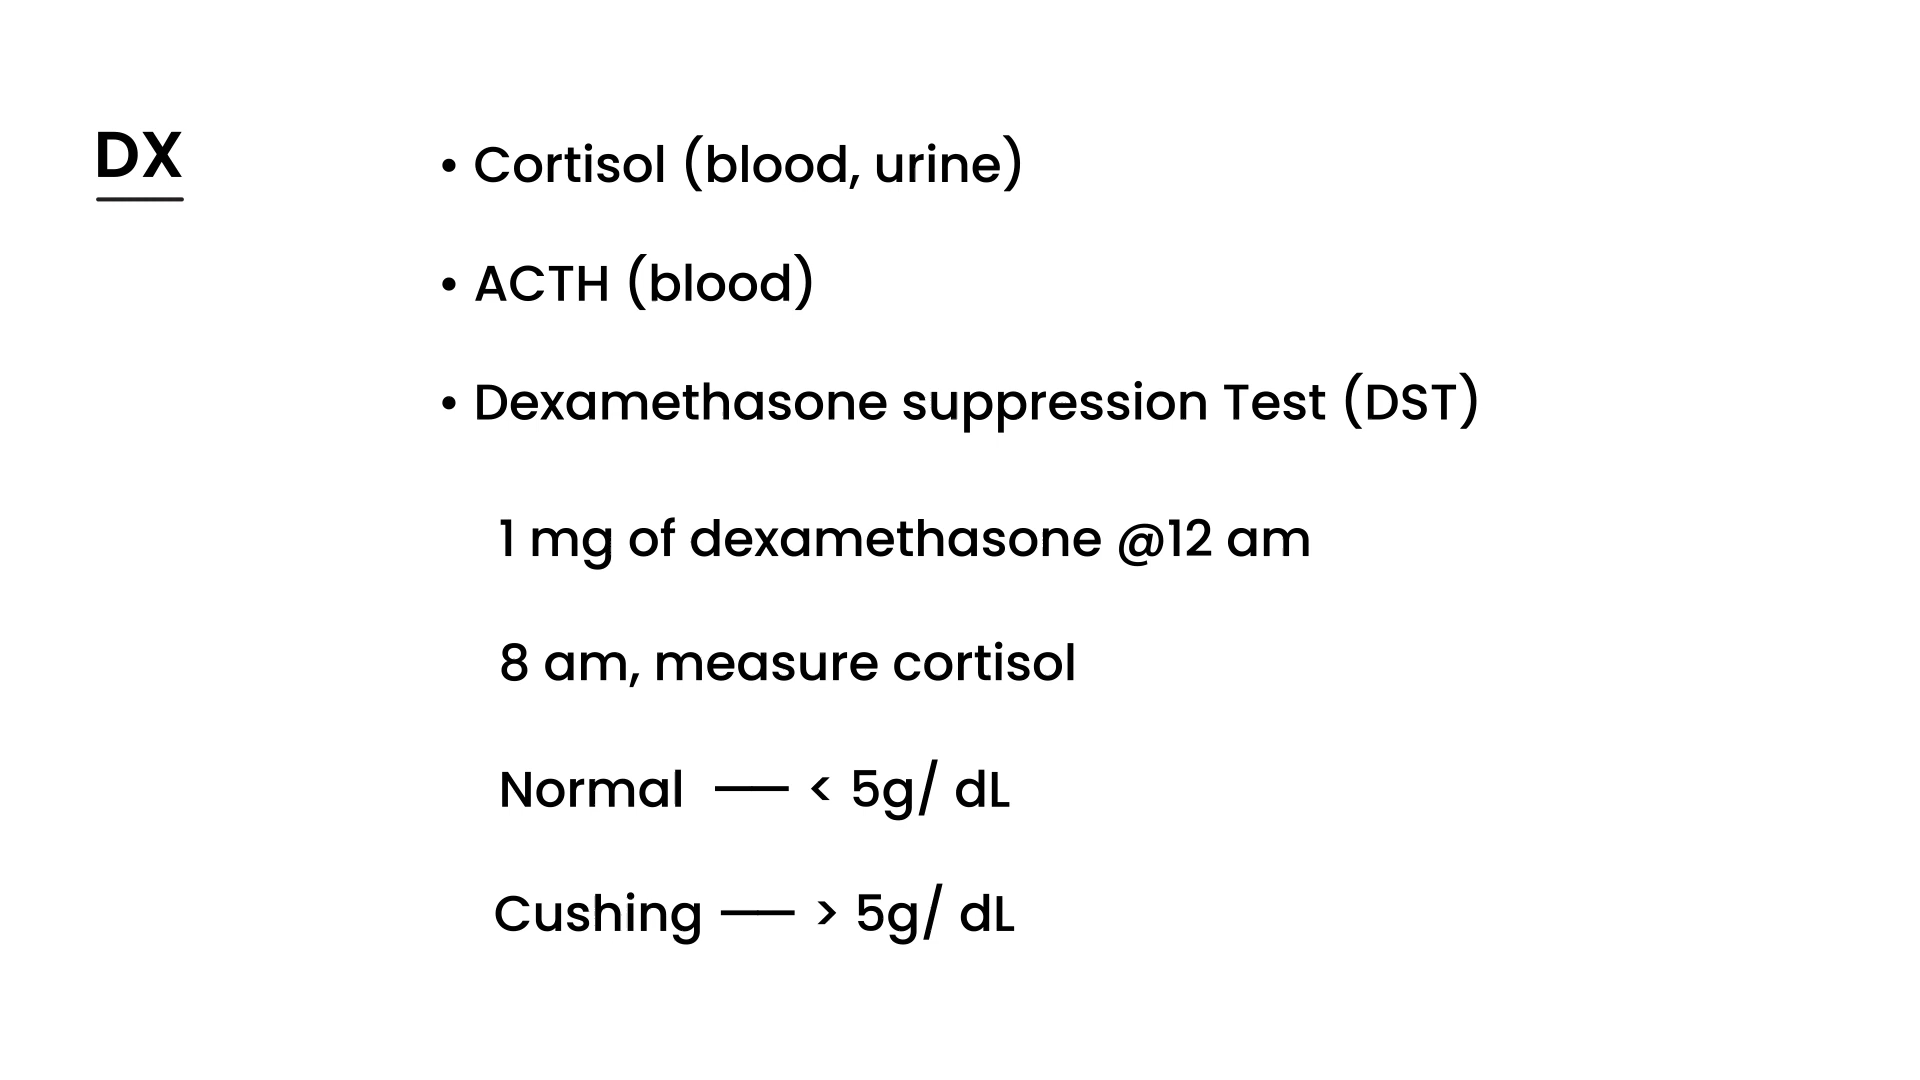 DX
• Cortisol (blood, urine)
• ACTH (blood)
• Dexamethasone suppression Test (DST)
1 mg of dexamethasone @12 am
8 am, measure cortisol
Normal — < 5g/ dL
Cushing — > 5g/ dL